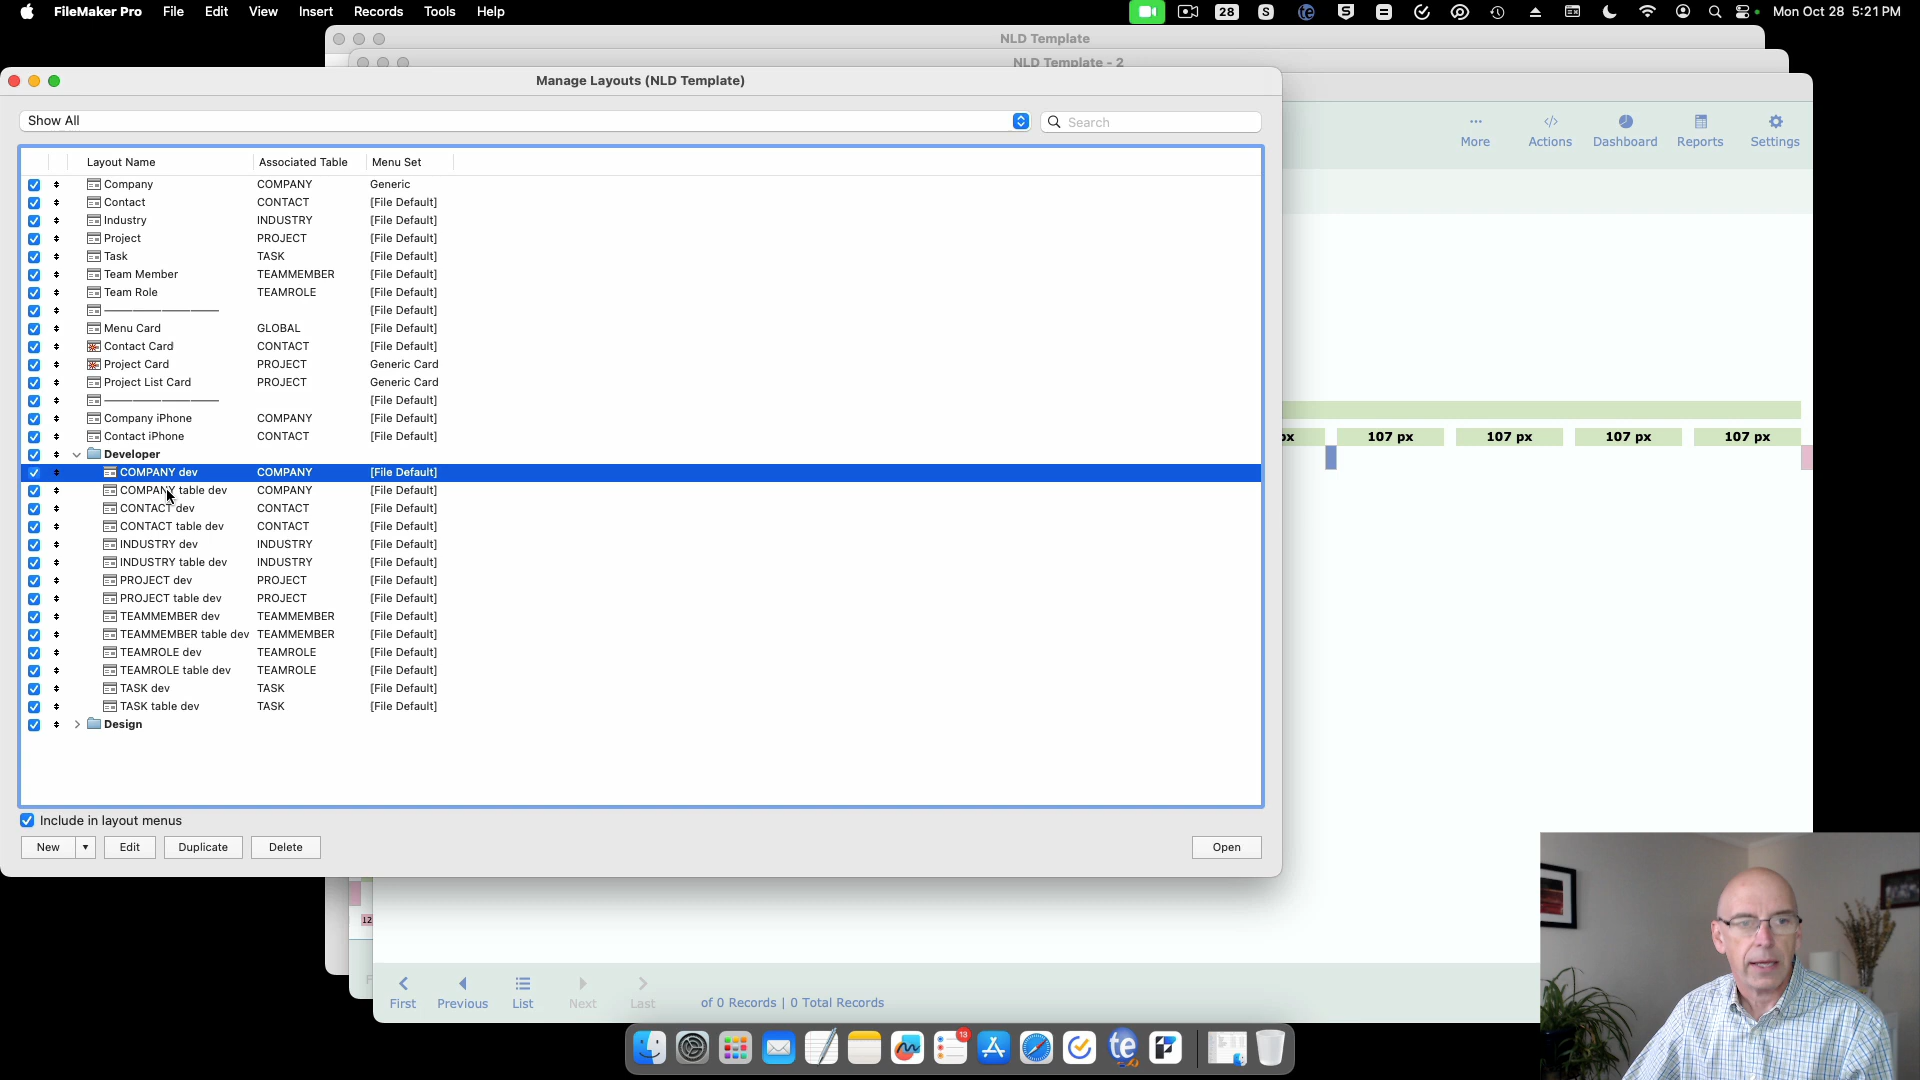 FileMaker Pro File Edit View Insert Records Tools Help 28 S te Mon Oct 28 5:21 PM
NLD Template
NLD Template - 2
Manage Layouts (NLD Template)
Show All Search
More Actions Dashboard Reports Settings
Layout Name Associated Table Menu Set
Company COMPANY Generic
Contact CONTACT [File Default]
Industry INDUSTRY [File Default]
Project PROJECT [File Default]
Task TASK [File Default]
Team Member TEAMMEMBER [File Default]
Team Role TEAMROLE [File Default]
[File Default]
Menu Card GLOBAL [File Default]
Contact Card CONTACT [File Default]
Project Card PROJECT Generic Card
Project List Card PROJECT Generic Card
[File Default]
Company iPhone COMPANY [File Default]
Contact iPhone CONTACT [File Default]
px 107 px 107 px 107 px 107 px
Developer
COMPANY dev COMPANY [File Default]
COMPANY table dev COMPANY [File Default]
CONTACT dev CONTACT [File Default]
CONTACT table dev CONTACT [File Default]
INDUSTRY dev INDUSTRY [File Default]
INDUSTRY table dev INDUSTRY [File Default]
PROJECT dev PROJECT [File Default]
PROJECT table dev PROJECT [File Default]
TEAMMEMBER dev TEAMMEMBER [File Default]
TEAMMEMBER table dev TEAMMEMBER [File Default]
TEAMROLE dev TEAMROLE [File Default]
TEAMROLE table dev TEAMROLE [File Default]
TASK dev TASK [File Default]
TASK table dev TASK [File Default]
Design
Include in layout menus
New Edit Duplicate Delete Open
12
First Previous List Next Last of 0 Records | 0 Total Records
13
te